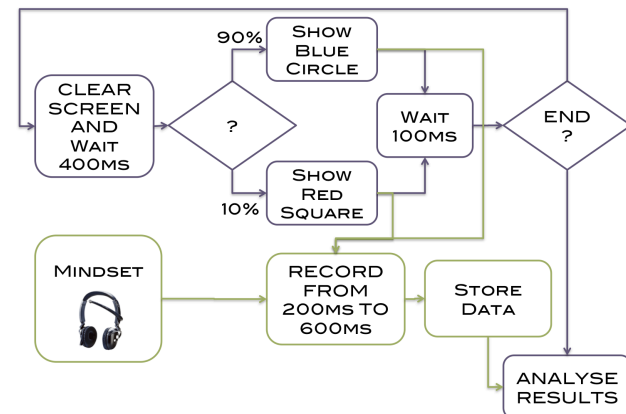 90%
SHOW
BLUE
CIRCLE
CLEAR
SCREEN
AND
WAIT
400MS
?
WAIT
100MS
END
?
10%
SHOW
RED
SQUARE
MINDSET
RECORD
FROM
200MS TO
600MS
STORE
DATA
ANALYSE
RESULTS